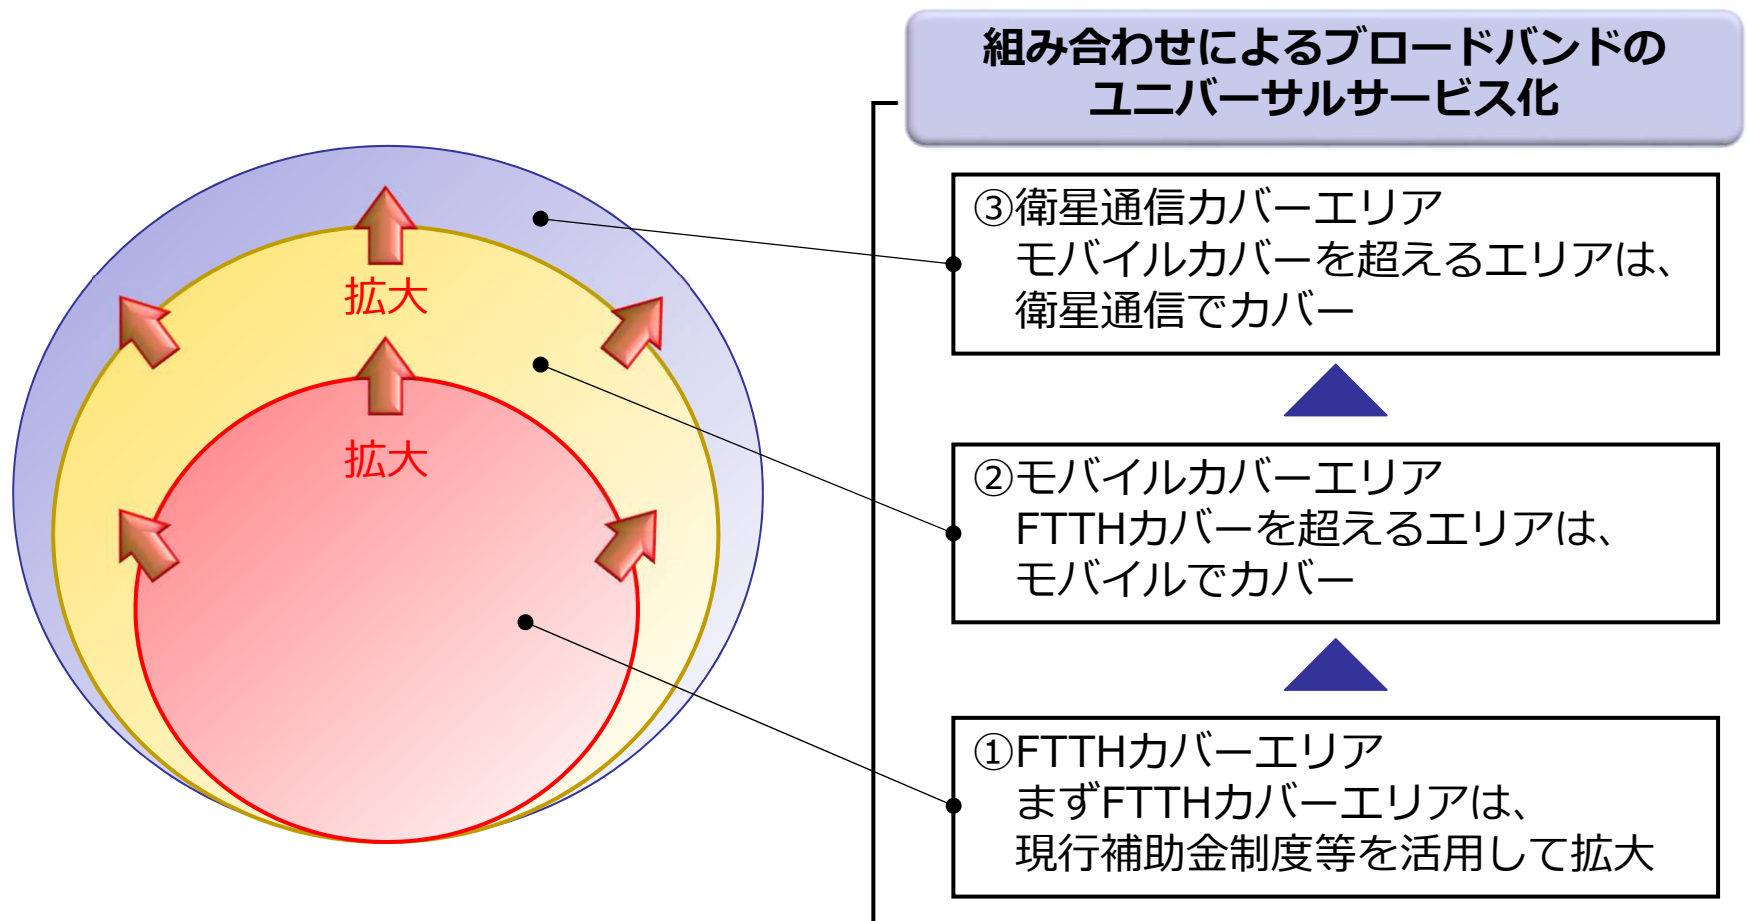 組み合わせによるブロードバンドの
ユニバーサルサービス化
③衛星通信カバーエリア
モバイルカバーを超えるエリアは、
衛星通信でカバー
拡大
拡大
②モバイルカバーエリア
FTTHカバーを超えるエリアは、
モバイルでカバー
①FTTHカバーエリア
まずFTTHカバーエリアは、
現行補助金制度等を活用して拡大